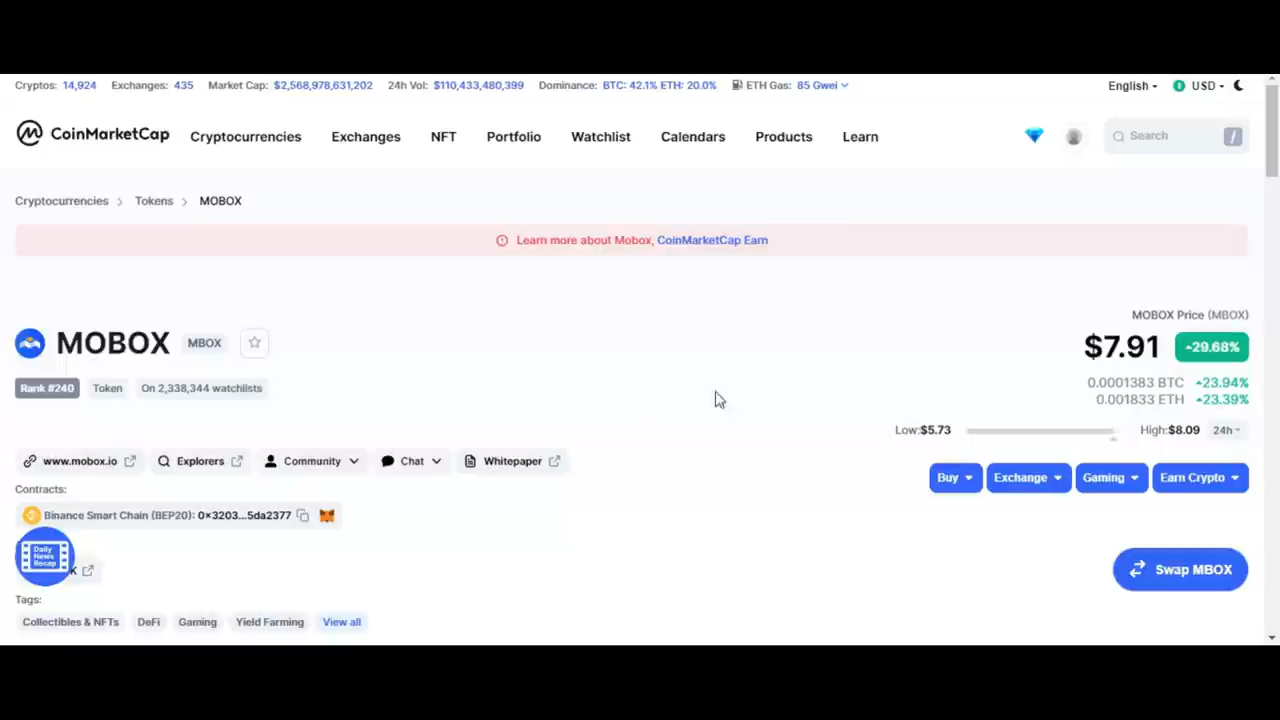 Cryptos: 14,924 Exchanges: 435 Market Cap: $2,568,978,631,202 24h Vol: $110,433,480,399 Dominance: BTC: 42.1% ETH: 20.0% ETH Gas: 85 Gwei English USD
CoinMarketCap Cryptocurrencies Exchanges NFT Portfolio Watchlist Calendars Products Learn Search /
Cryptocurrencies > Tokens > MOBOX
Learn more about Mobox, CoinMarketCap Earn
MOBOX Price (MBOX)
MOBOX MBOX $7.91 29.68%
Rank #240 Token On 2,338,344 watchlists 0.0001383 BTC 23.94%
0.001833 ETH 23.39%
Low:$5.73 High:$8.09 24h
www.mobox.io Explorers Community Chat Whitepaper
Buy Exchange Gaming Earn Crypto
Contracts:
Binance Smart Chain (BEP20): 0x3203...5da2377
Daily
News
Recap
Swap MBOX
Tags:
Collectibles & NFTs DeFi Gaming Yield Farming View all